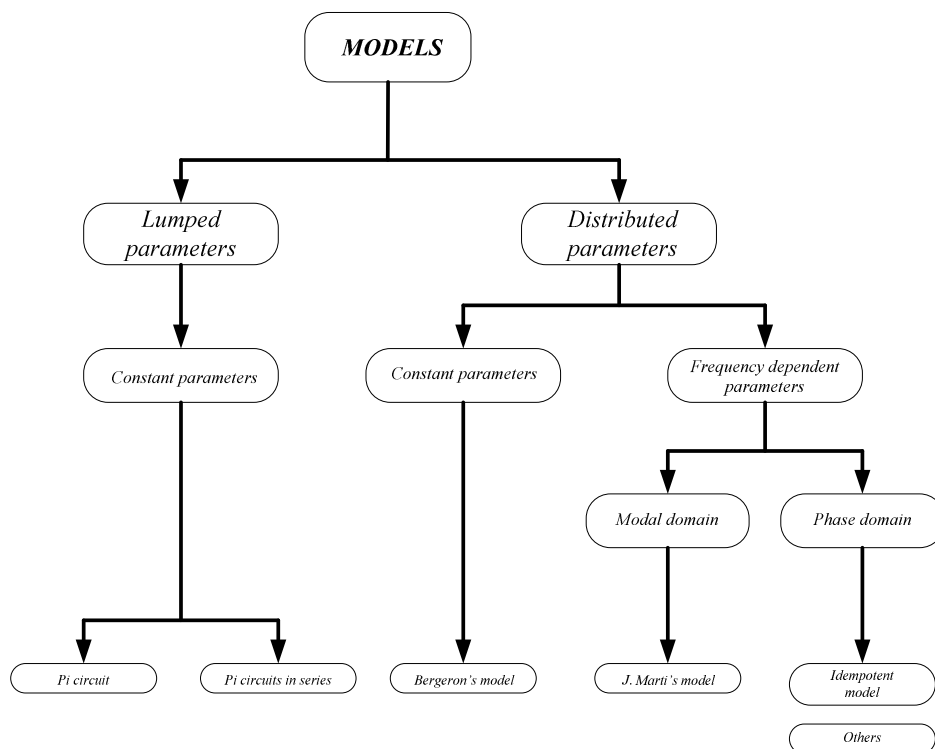 MODELS
Lumped
parameters
Distributed
parameters
Constant parameters
Constant parameters
Frequency dependent
parameters
Modal domain
Phase domain
Pi circuit
Pi circuits in series
Bergeron's model
J. Marti's model
Idempotent
model
Others